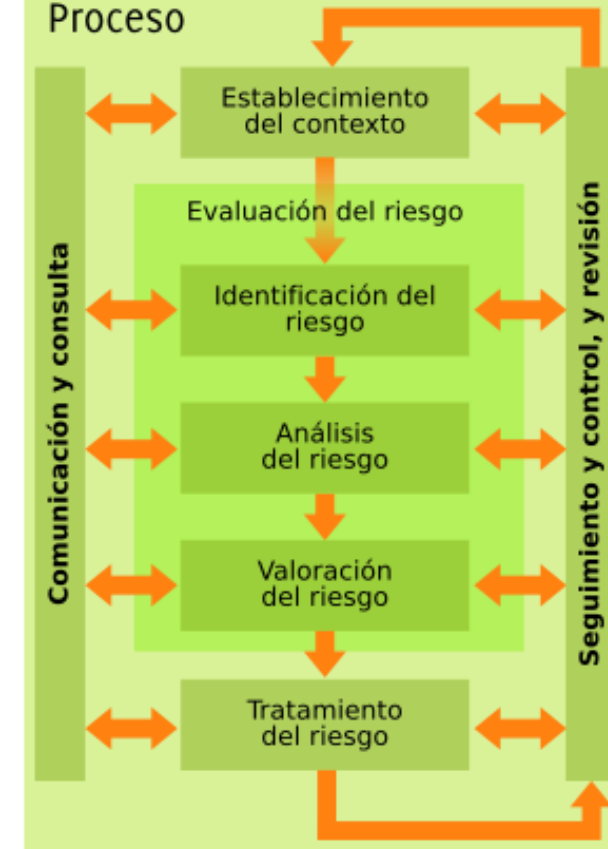 Proceso
Establecimiento
del contexto
Evaluación del riesgo
Identificación del
riesgo
Análisis
del riesgo
Valoración
del riesgo
Tratamiento
del riesgo
Comunicación y consulta
Seguimiento y control, y revisión